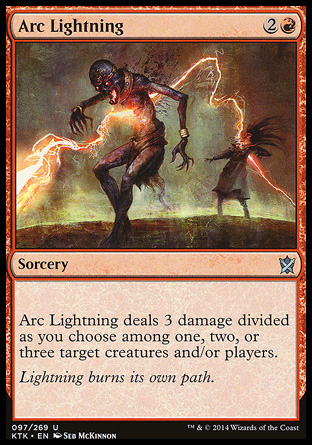 Arc Lightning 2
Sorcery
Arc Lightning deals 3 damage divided
as you choose among one, two, or
three target creatures and/or players.
Lightning burns its own path.
097/269 U
KTK • EN Seb McKinnon ™ & © 2014 Wizards of the Coast